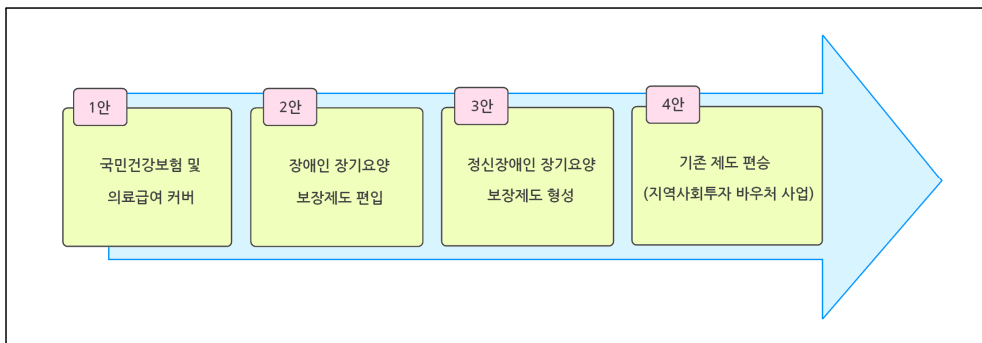 1안
국민건강보험 및
의료급여 커버
2안
장애인 장기요양
보장제도 편입
3안
정신장애인 장기요양
보장제도 형성
4안
기존 제도 편승
(지역사회투자 바우처 사업)